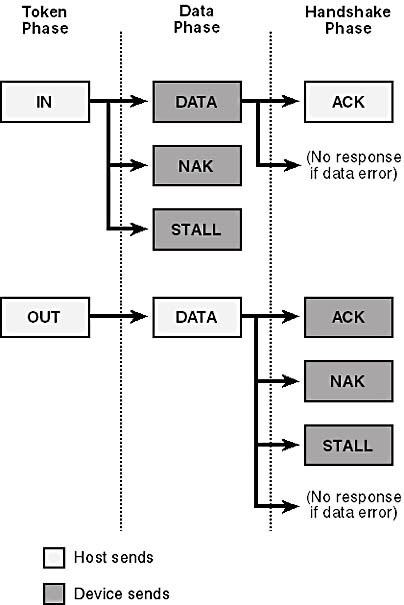 Token
Phase
Data
Phase
Handshake
Phase
IN
DATA
ACK
(No response
if data error)
NAK
STALL
OUT
DATA
ACK
NAK
STALL
(No response
if data error)
Host sends
Device sends